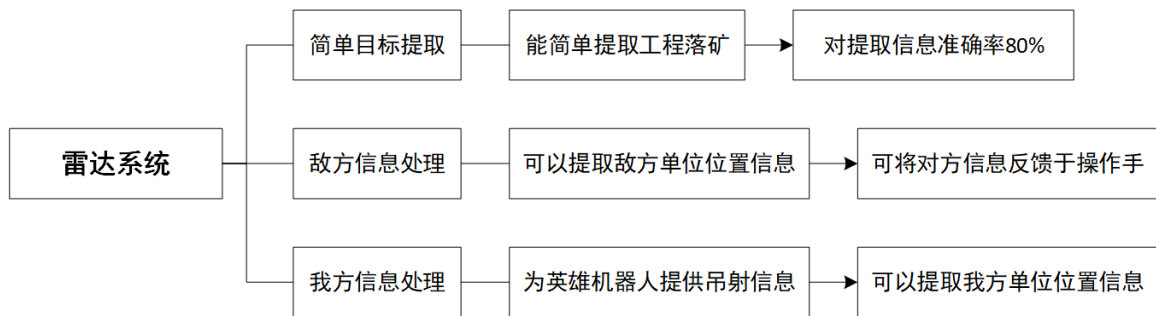 简单目标提取
能简单提取工程落矿
对提取信息准确率80%
雷达系统
敌方信息处理
可以提取敌方单位位置信息
可将对方信息反馈于操作手
我方信息处理
为英雄机器人提供吊射信息
可以提取我方单位位置信息